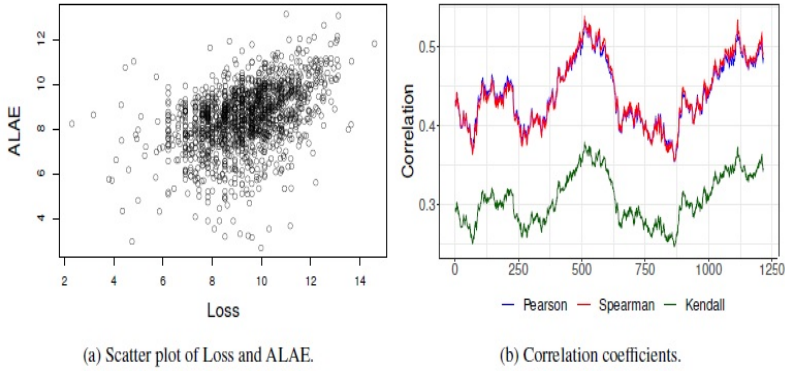 ALAE
12
10
8
6
4
2 4 6 8 10 12 14
Loss
(a) Scatter plot of Loss and ALAE.
Correlation
0.5
0.4
0.3
0 250 500 750 1000 1250
Pearson Spearman Kendall
(b) Correlation coefficients.